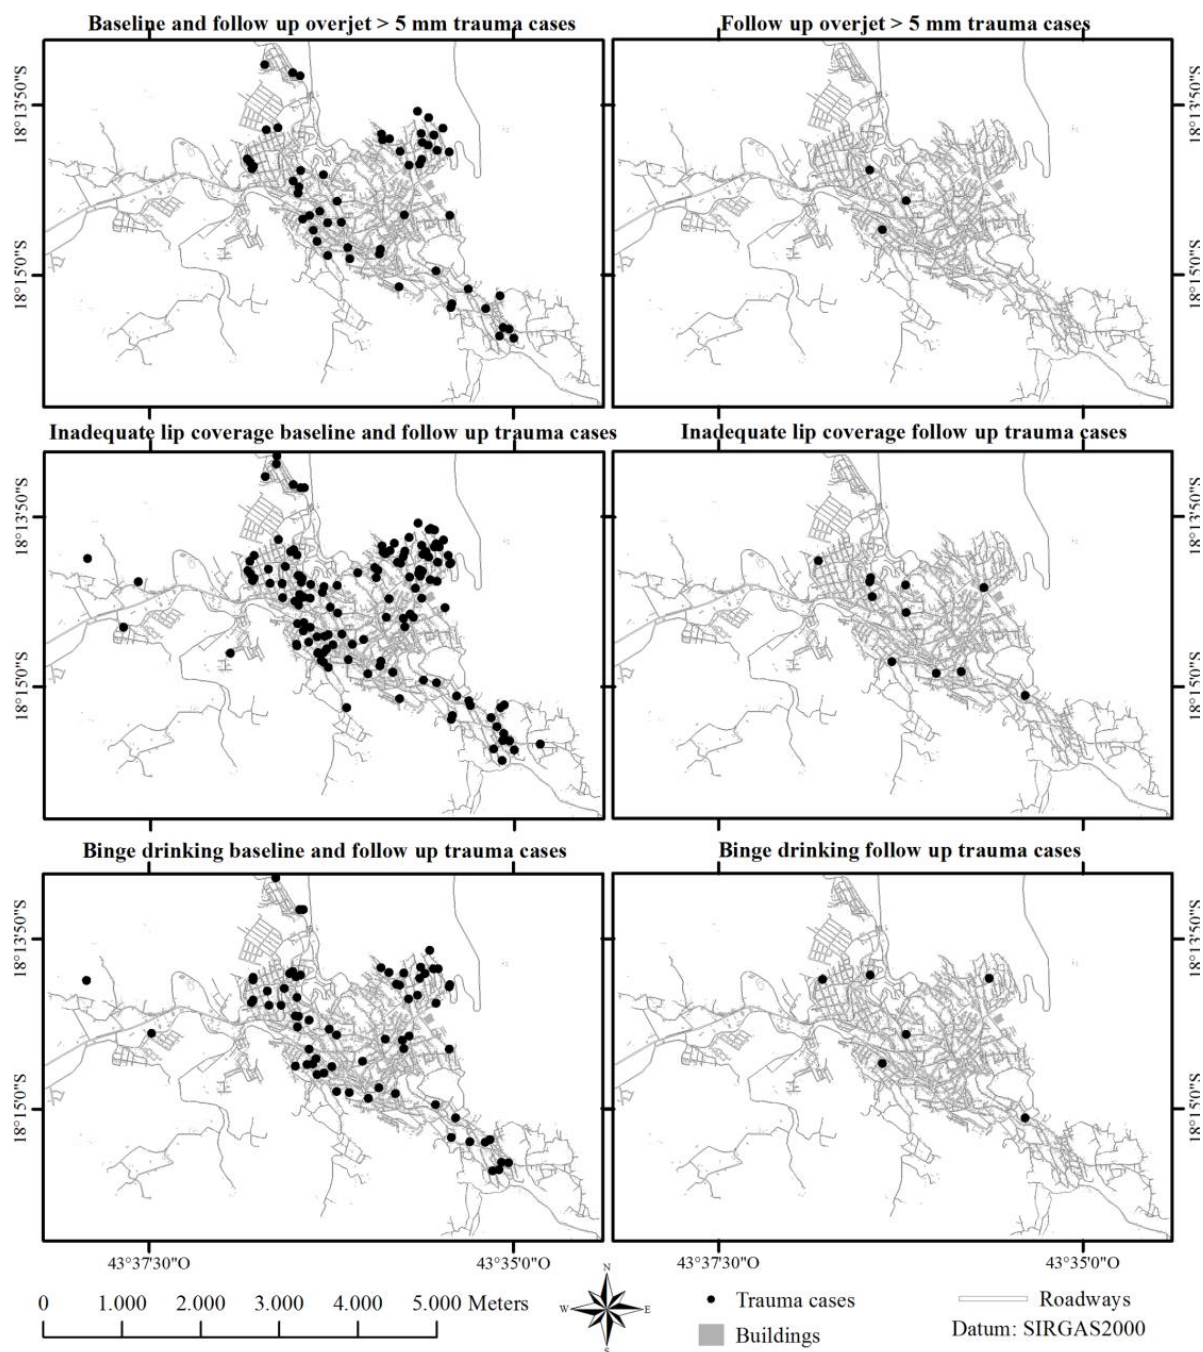 Baseline and follow up overjet > 5 mm trauma cases
Follow up overjet > 5 mm trauma cases
18°13'50"S
18°13'50"S
18°15'0"S
18°15'0"S
Inadequate lip coverage baseline and follow up trauma cases
Inadequate lip coverage follow up trauma cases
18°13'50"S
18°13'50"S
18°15'0"S
18°15'0"S
Binge drinking baseline and follow up trauma cases
Binge drinking follow up trauma cases
18°13'50"S
18°13'50"S
18°15'0"S
18°15'0"S
43°37'30"O
43°35'0"O
43°37'30"O
43°35'0"O
0 1.000 2.000 3.000 4.000 5.000 Meters
N
W
E
S
Trauma cases
Roadways
Buildings
Datum: SIRGAS2000